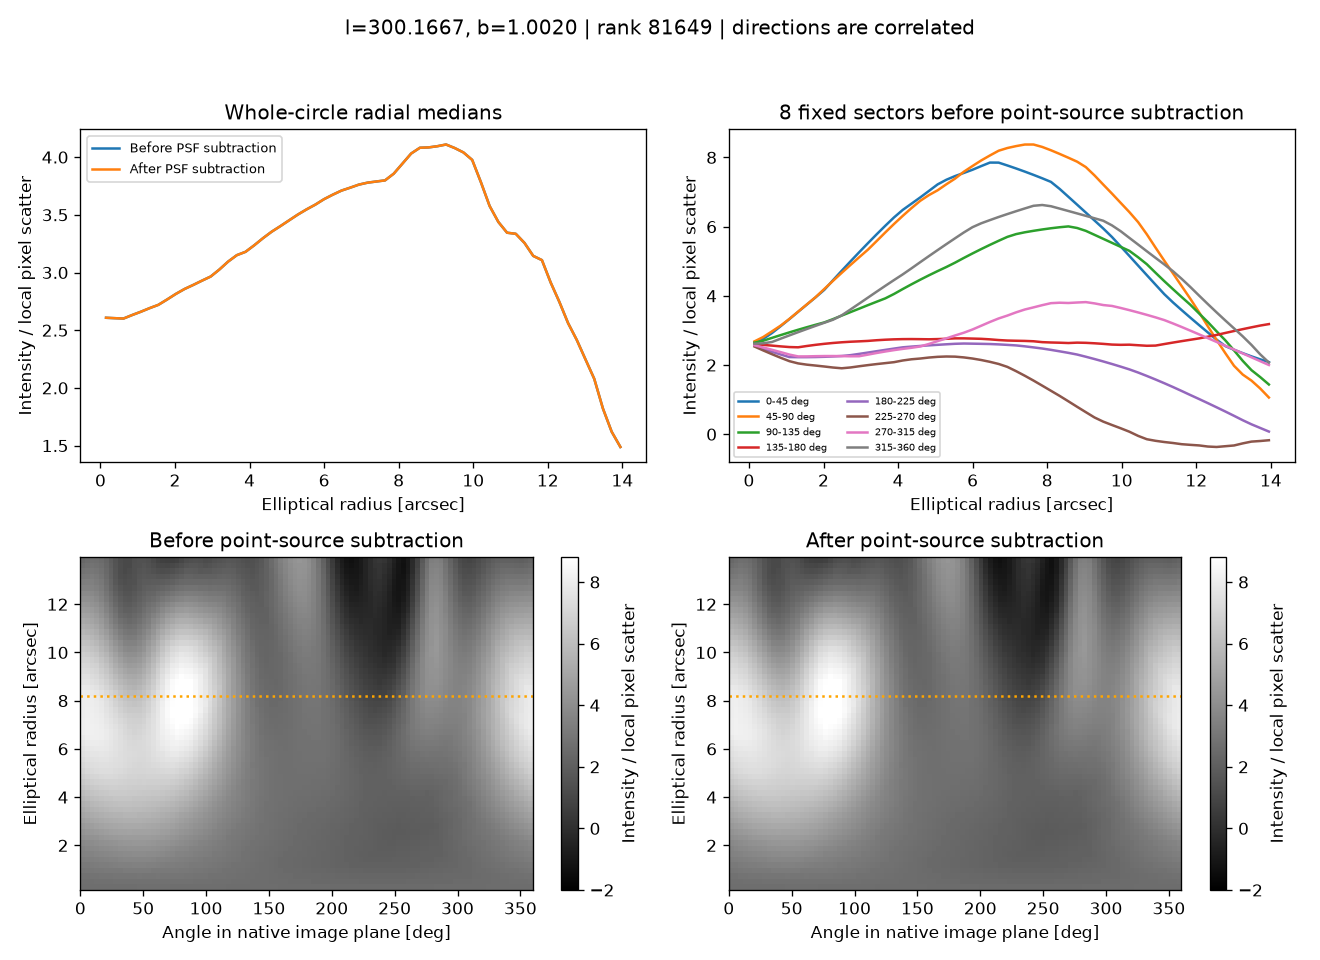 l=300.1667, b=1.0020 | rank 81649 | directions are correlated
Whole-circle radial medians
Before PSF subtraction
After PSF subtraction
Intensity / local pixel scatter
4.0
3.5
3.0
2.5
2.0
1.5
0 2 4 6 8 10 12 14
Elliptical radius [arcsec]
8 fixed sectors before point-source subtraction
Intensity / local pixel scatter
8
6
4
2
0
0-45 deg
45-90 deg
90-135 deg
135-180 deg
180-225 deg
225-270 deg
270-315 deg
315-360 deg
0 2 4 6 8 10 12 14
Elliptical radius [arcsec]
Before point-source subtraction
Elliptical radius [arcsec]
12
10
8
6
4
2
0 50 100 150 200 250 300 350
Angle in native image plane [deg]
8
6
4
2
0
−2
Intensity / local pixel scatter
After point-source subtraction
Elliptical radius [arcsec]
12
10
8
6
4
2
0 50 100 150 200 250 300 350
Angle in native image plane [deg]
8
6
4
2
0
−2
Intensity / local pixel scatter